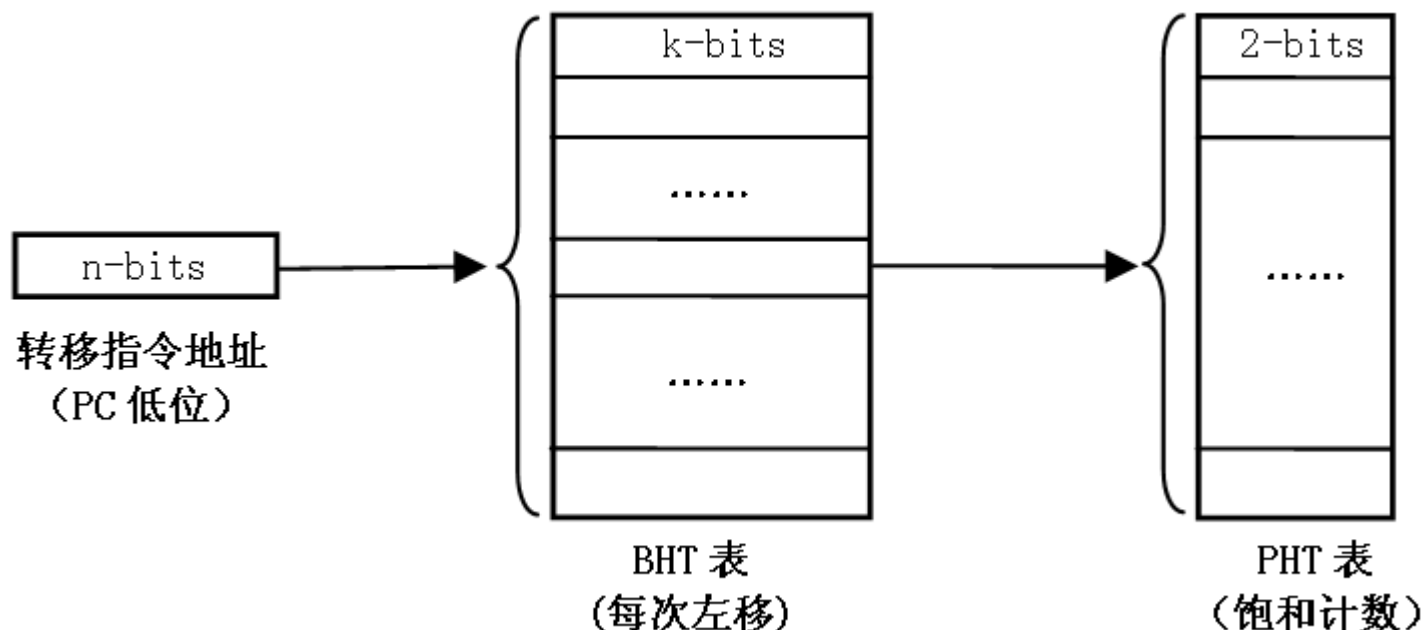 k-bits
2-bits
……
n-bits
……
转移指令地址
（PC 低位）
……
BHT 表
(每次左移)
PHT 表
（饱和计数）